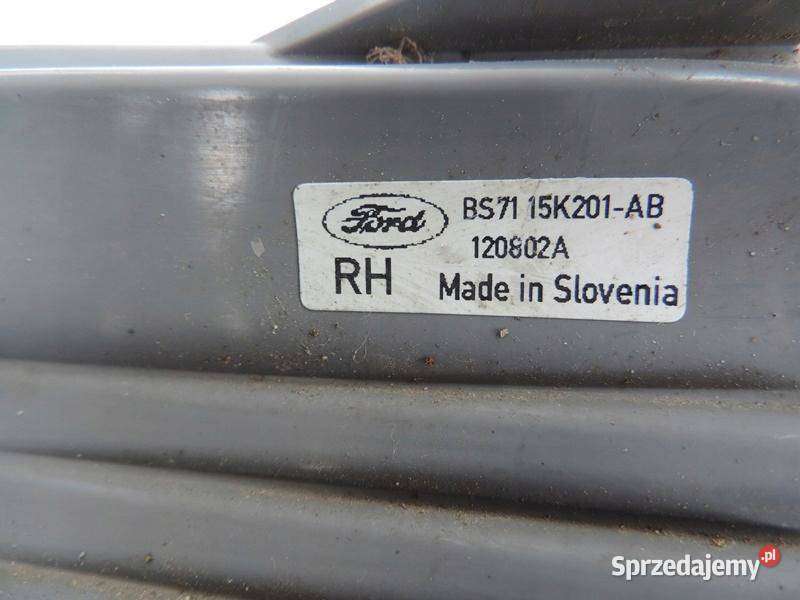 Ford
BS71 15K201-AB
120802A
RH
Made in Slovenia
Sprzedajemy.pl